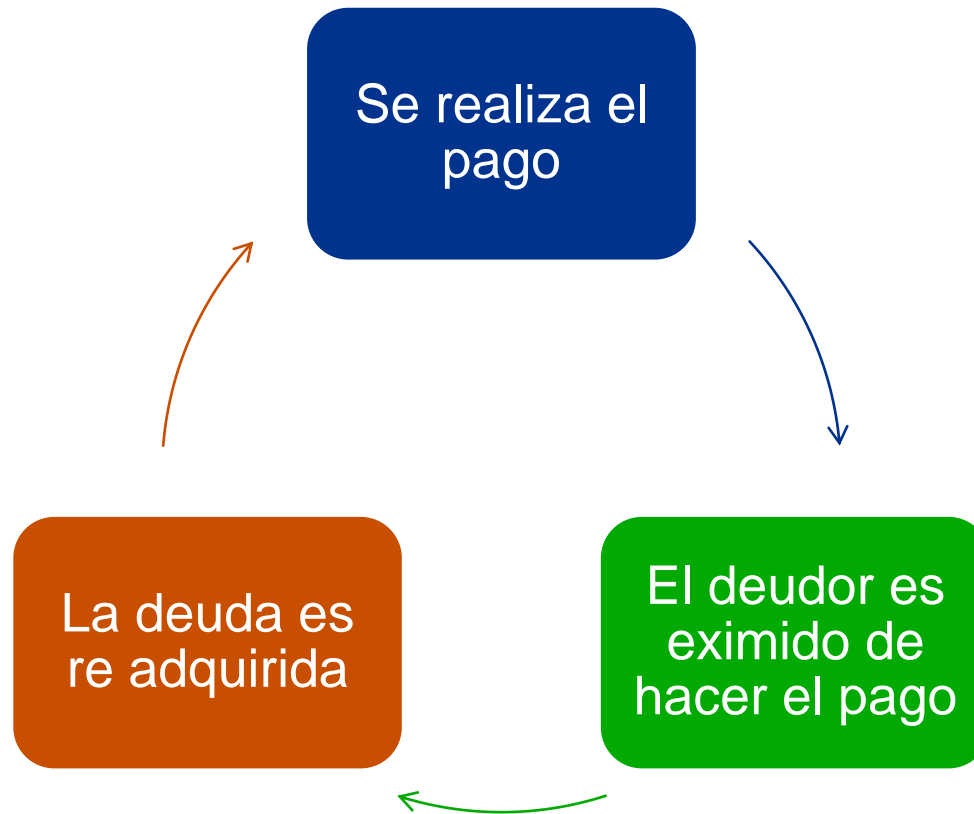 Se realiza el
pago
La deuda es
re adquirida
El deudor es
eximido de
hacer el pago